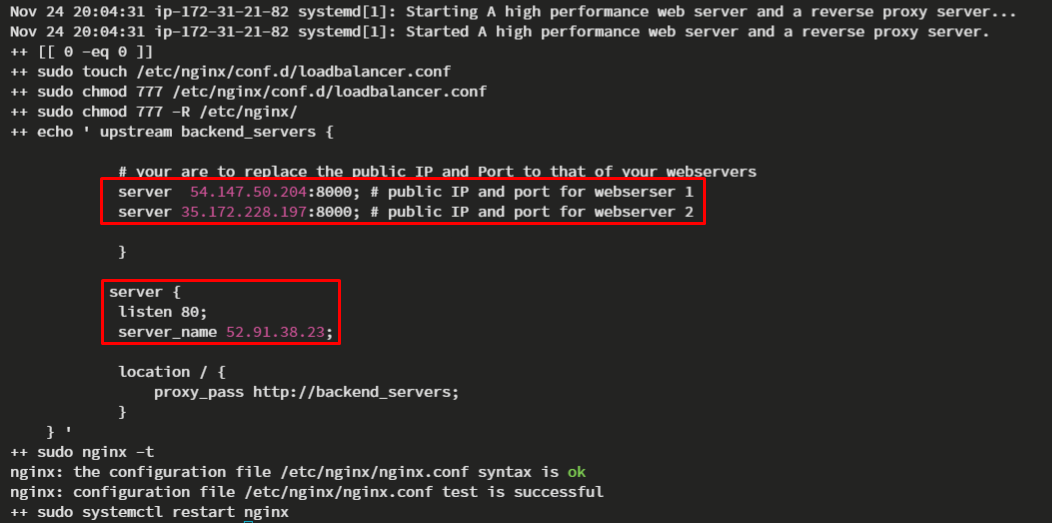 Nov 24 20:04:31 ip-172-31-21-82 systemd[1]: Starting A high performance web server and a reverse proxy server...
Nov 24 20:04:31 ip-172-31-21-82 systemd[1]: Started A high performance web server and a reverse proxy server.
++ [[ 0 -eq 0 ]]
++ sudo touch /etc/nginx/conf.d/loadbalancer.conf
++ sudo chmod 777 /etc/nginx/conf.d/loadbalancer.conf
++ sudo chmod 777 -R /etc/nginx/
++ echo ' upstream backend_servers {
# your are to replace the public IP and Port to that of your webservers
server  54.147.50.204:8000; # public IP and port for webserser 1
server 35.172.228.197:8000; # public IP and port for webserver 2
}
server {
listen 80;
server_name 52.91.38.23;
location / {
proxy_pass http://backend_servers;
}
} '
++ sudo nginx -t
nginx: the configuration file /etc/nginx/nginx.conf syntax is ok
nginx: configuration file /etc/nginx/nginx.conf test is successful
++ sudo systemctl restart nginx